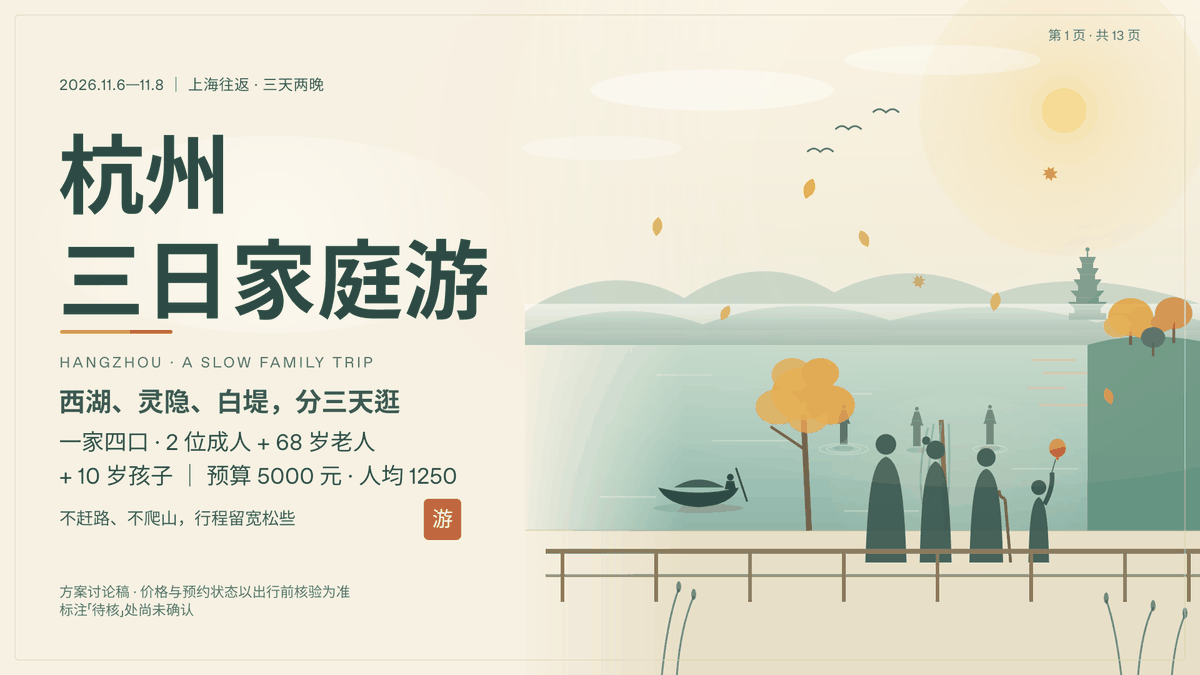 第 1 页 · 共 13 页
2026.11.6—11.8 ｜ 上海往返 · 三天两晚
杭州
三日家庭游
HANGZHOU · A SLOW FAMILY TRIP
西湖、灵隐、白堤，分三天逛
一家四口 · 2 位成人 + 68 岁老人
+ 10 岁孩子 ｜ 预算 5000 元 · 人均 1250
不赶路、不爬山，行程留宽松些
游
方案讨论稿 · 价格与预约状态以出行前核验为准
标注「待核」处尚未确认